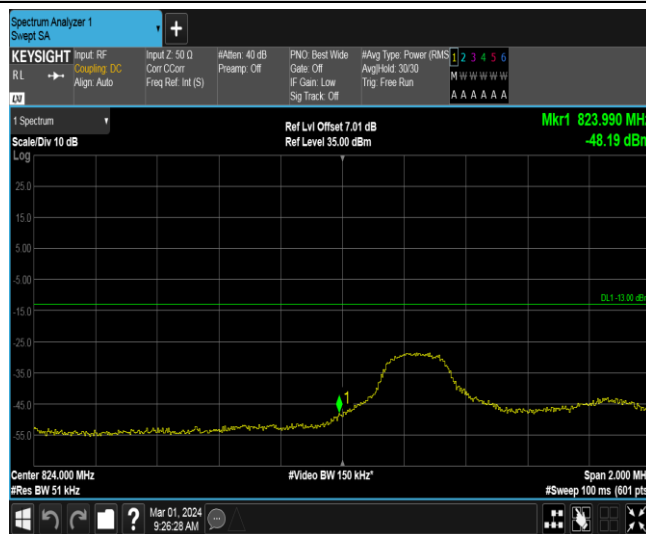 Spectrum Analyzer 1
Swept SA
+
KEYSIGHT
RL
LXI
Input: RF
Coupling: DC
Align: Auto
Input Z: 50 Ω
Corr CCorr
Freq Ref: Int (S)
#Atten: 40 dB
Preamp: Off
PNO: Best Wide
Gate: Off
IF Gain: Low
Sig Track: Off
#Avg Type: Power (RMS
Avg|Hold: 30/30
Trig: Free Run
1 2 3 4 5 6
M W W W W W
A A A A A A
1 Spectrum
Scale/Div 10 dB
Log
Ref Lvl Offset 7.01 dB
Ref Level 35.00 dBm
Mkr1 823.990 MHz
-48.19 dBm
25.0
15.0
5.00
-5.00
DL1 -13.00 dBm
-15.0
-25.0
-35.0
1
-45.0
-55.0
Center 824.000 MHz
#Res BW 51 kHz
#Video BW 150 kHz*
Span 2.000 MH
#Sweep 100 ms (601 pts
?
Mar 01, 2024
9:26:28 AM